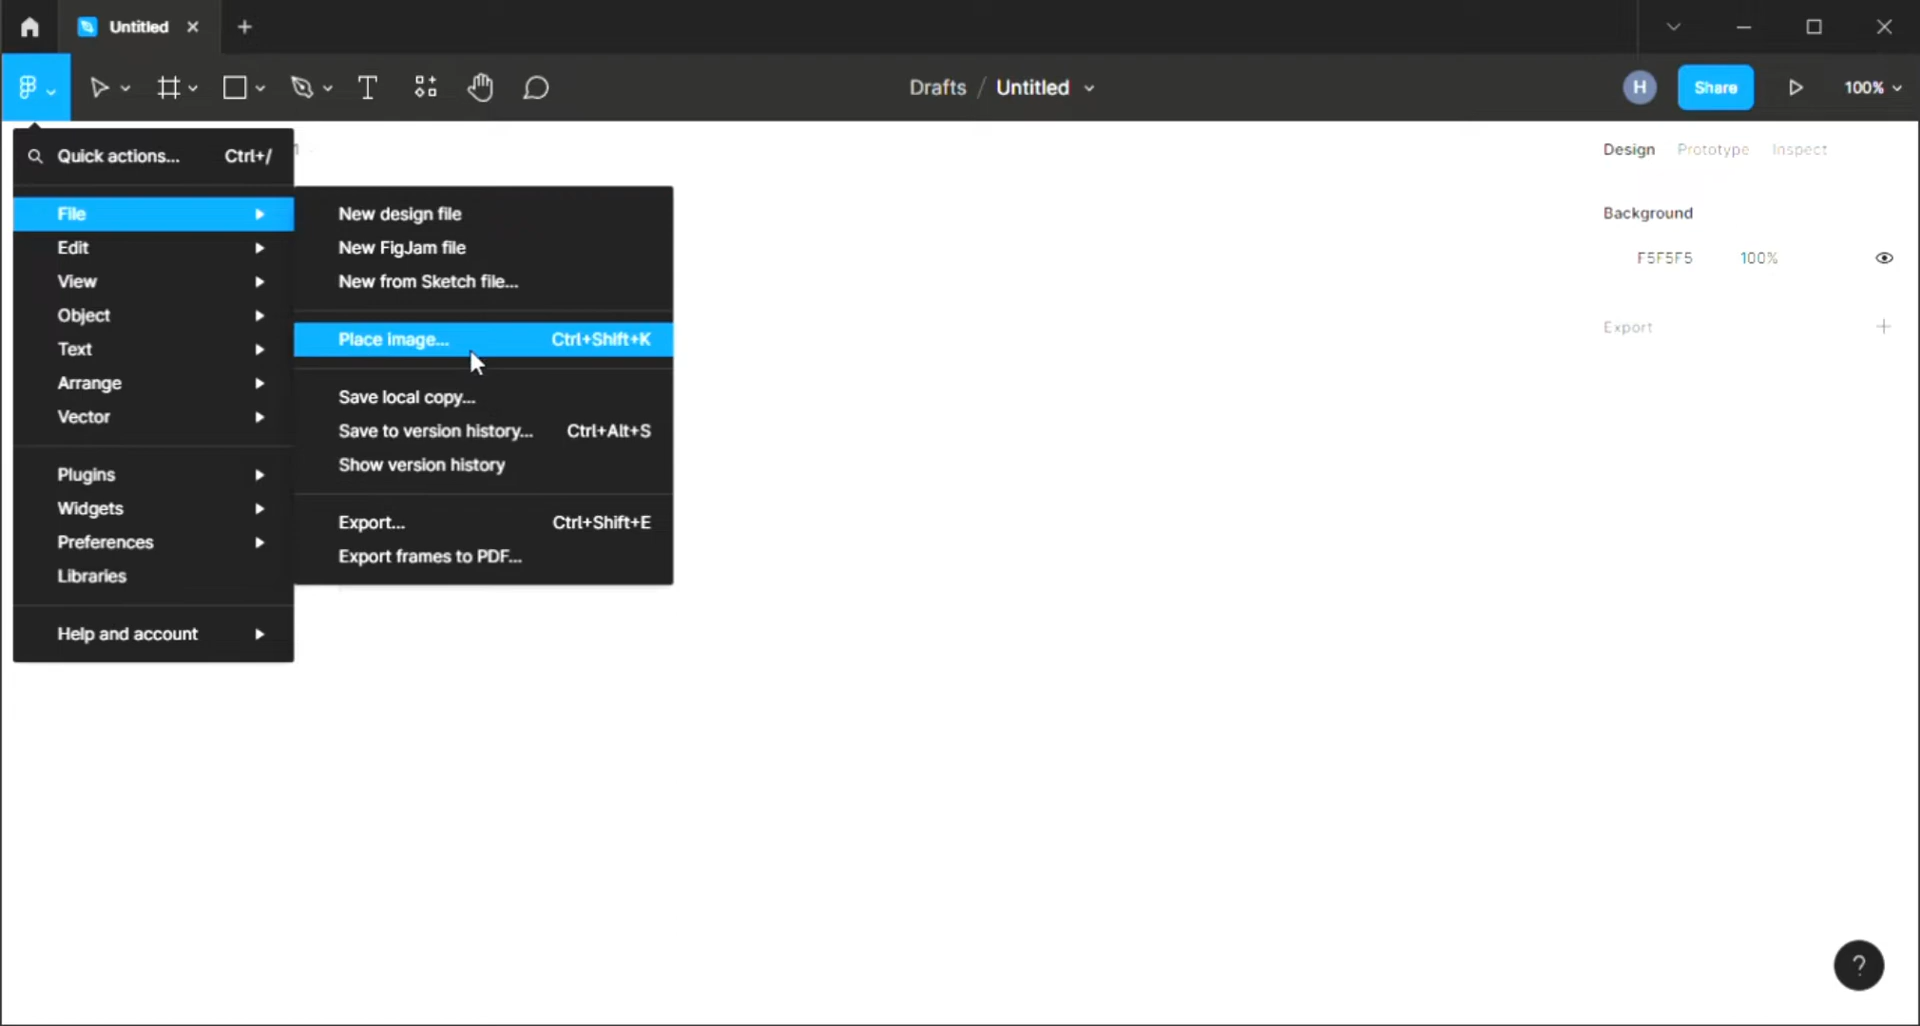 Untitled
Drafts / Untitled
H
Share
100%
Quick actions... Ctrl+/
File
Edit
View
Object
Text
Arrange
Vector
Plugins
Widgets
Preferences
Libraries
Help and account
New design file
New FigJam file
New from Sketch file...
Place image... Ctrl+Shift+K
Save local copy...
Save to version history... Ctrl+Alt+S
Show version history
Export... Ctrl+Shift+E
Export frames to PDF...
Design Prototype Inspect
Background
F5F5F5 100%
Export
?